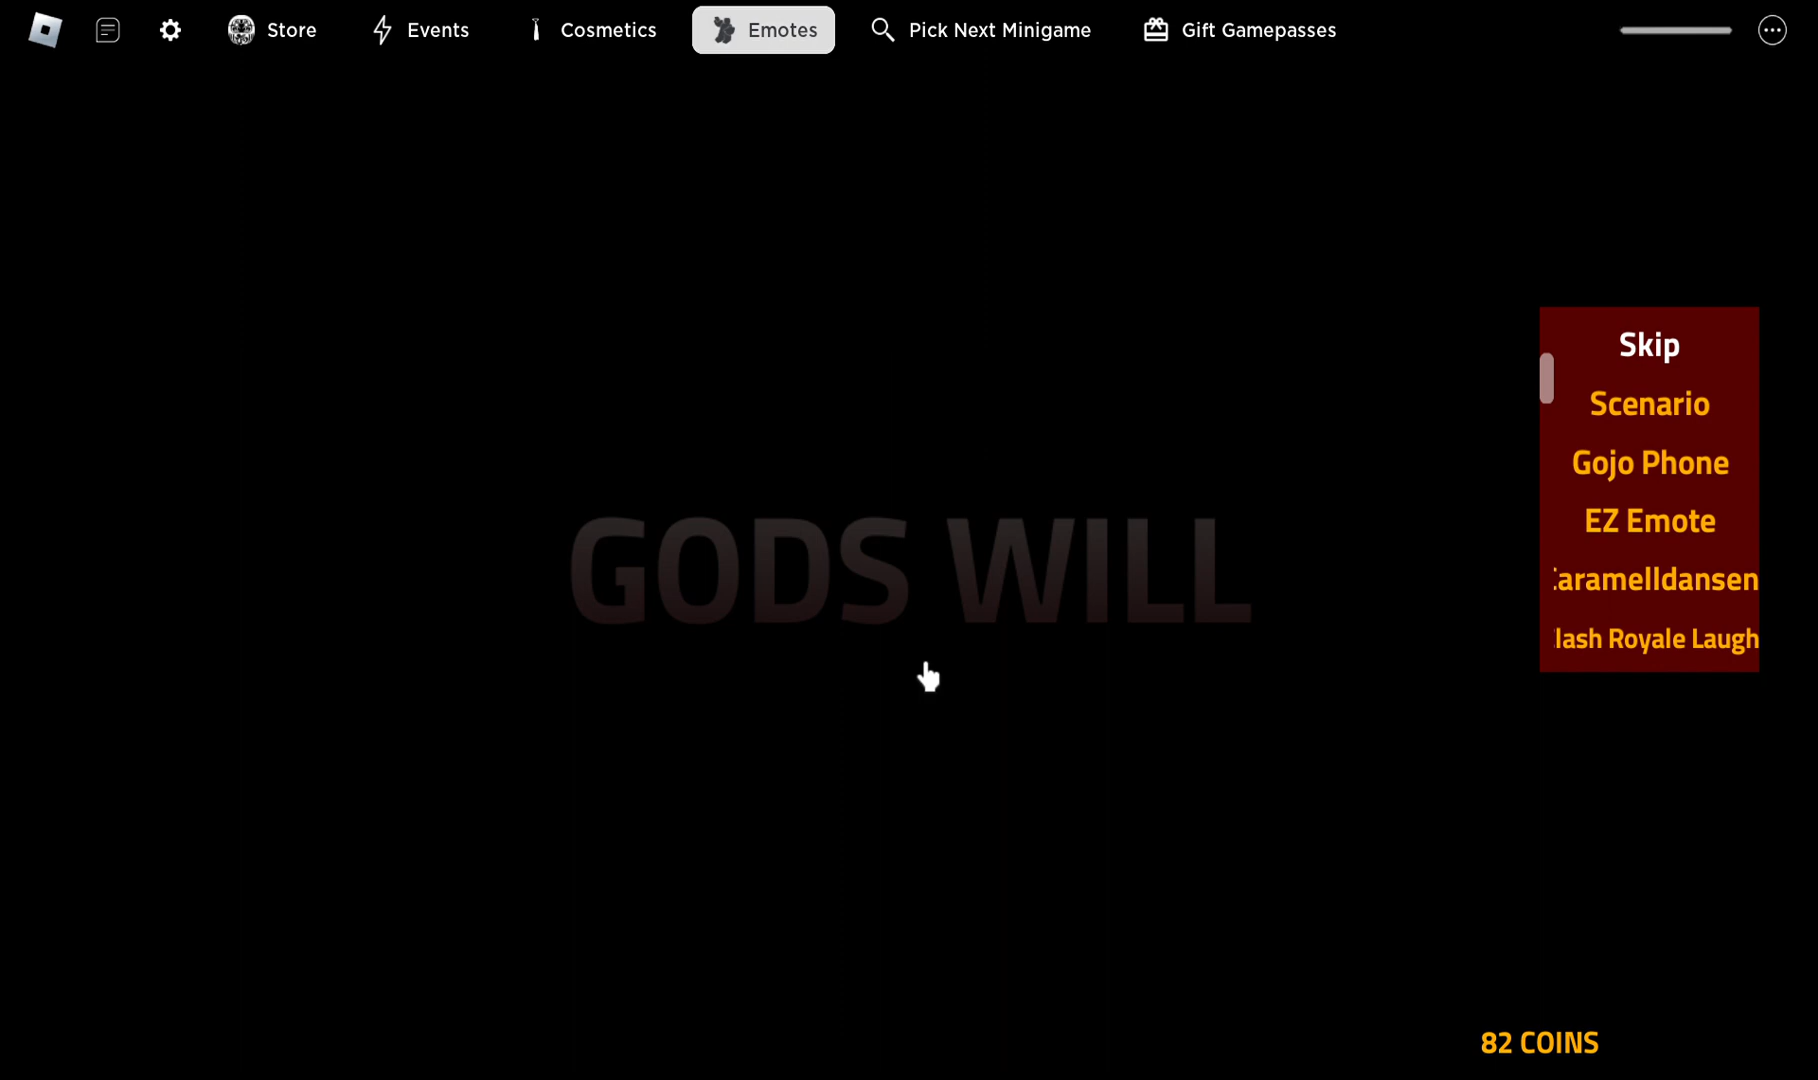 Store
Events
Cosmetics
Emotes
Pick Next Minigame
Gift Gamepasses
Skip
Scenario
Gojo Phone
EZ Emote
aramelldansen
GODS WILL
lash Royale Laugh
82 COINS